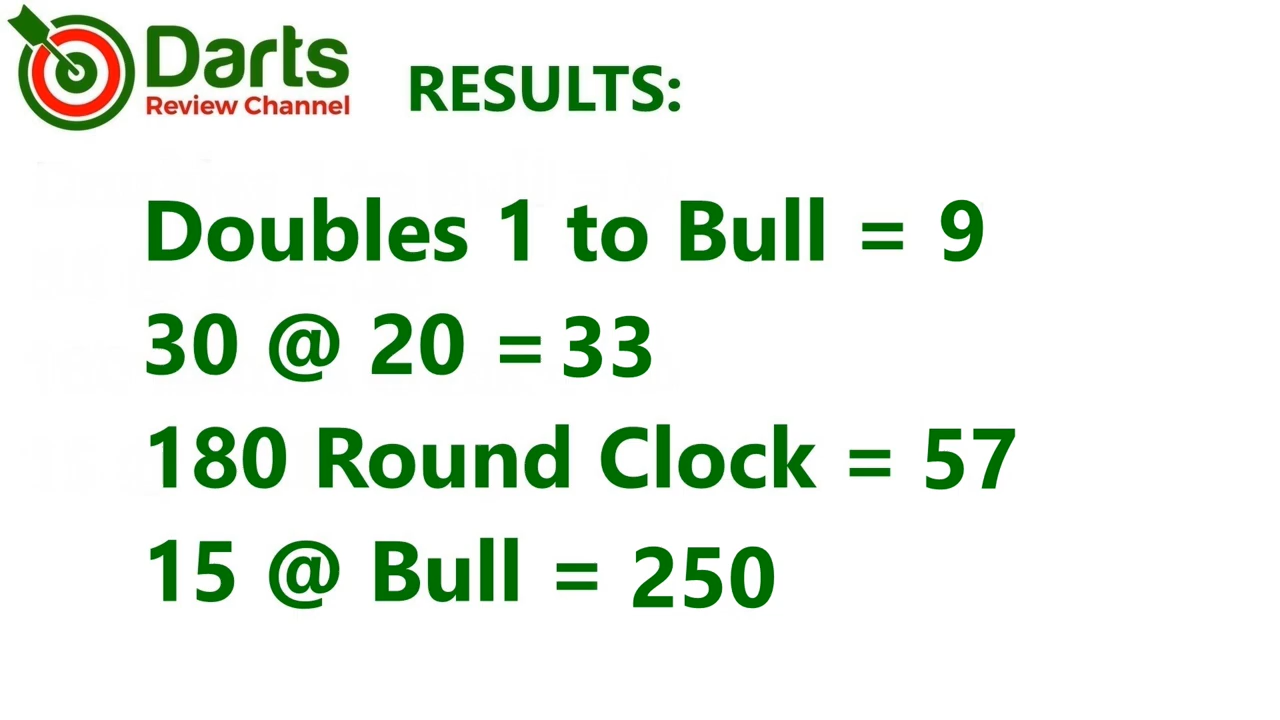 Darts
Review Channel
RESULTS:
Doubles 1 to Bull = 9
30 @ 20 = 33
180 Round Clock = 57
15 @ Bull = 250